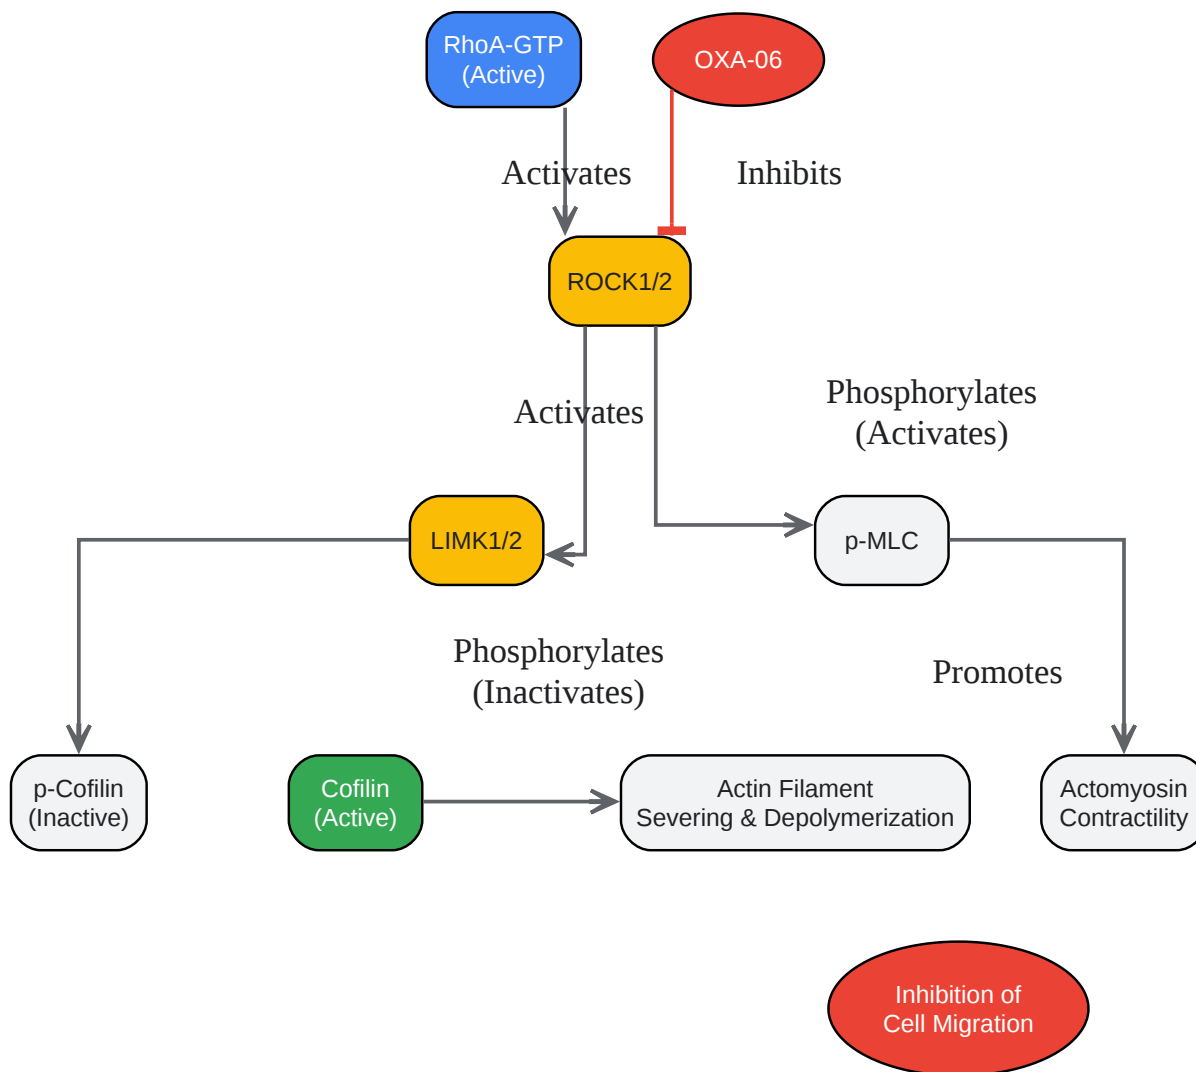 RhoA-GTP
(Active)
OXA-06
Activates
Inhibits
ROCK1/2
Activates
Phosphorylates
(Activates)
LIMK1/2
p-MLC
Phosphorylates
(Inactivates)
Promotes
p-Cofilin
(Inactive)
Cofilin
(Active)
Actin Filament
Severing & Depolymerization
Actomyosin
Contractility
Inhibition of
Cell Migration